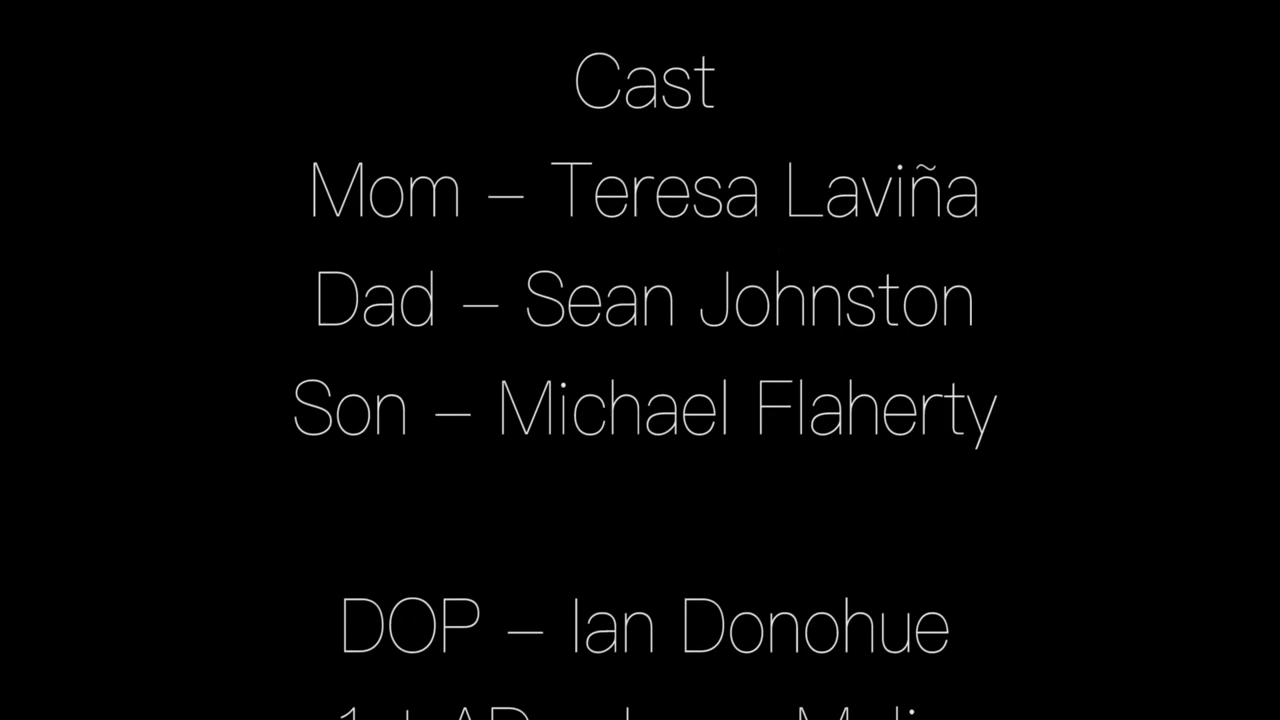 Cast
Mom – Teresa Laviña
Dad – Sean Johnston
Son – Michael Flaherty
DOP – Ian Donohue